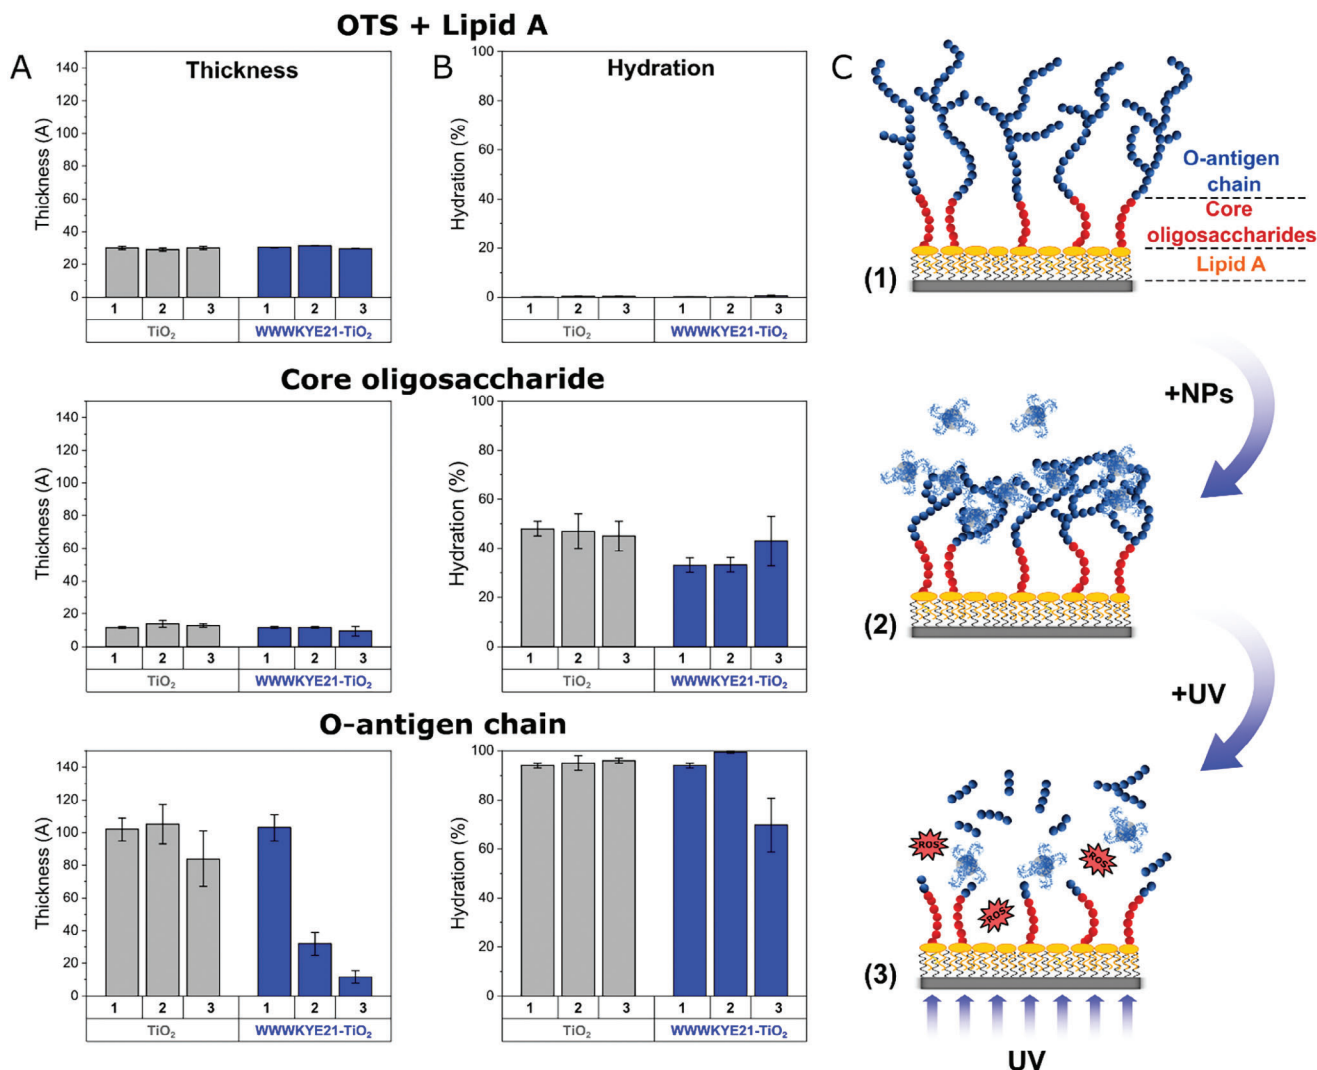 OTS + Lipid A
A
Thickness
Thickness (A)
140
120
100
80
60
40
20
0
1 2 3 1 2 3
TiO₂ WWWKYE21-TiO₂
B
Hydration
Hydration (%)
100
80
60
40
20
0
1 2 3 1 2 3
TiO₂ WWWKYE21-TiO₂
Core oligosaccharide
Thickness (A)
140
120
100
80
60
40
20
0
1 2 3 1 2 3
TiO₂ WWWKYE21-TiO₂
Hydration (%)
100
80
60
40
20
0
1 2 3 1 2 3
TiO₂ WWWKYE21-TiO₂
O-antigen chain
Thickness (A)
140
120
100
80
60
40
20
0
1 2 3 1 2 3
TiO₂ WWWKYE21-TiO₂
Hydration (%)
100
80
60
40
20
0
1 2 3 1 2 3
TiO₂ WWWKYE21-TiO₂
C
O-antigen
chain
Core
oligosaccharides
Lipid A
(1)
+NPs
(2)
+UV
ROS
ROS
ROS
(3)
UV